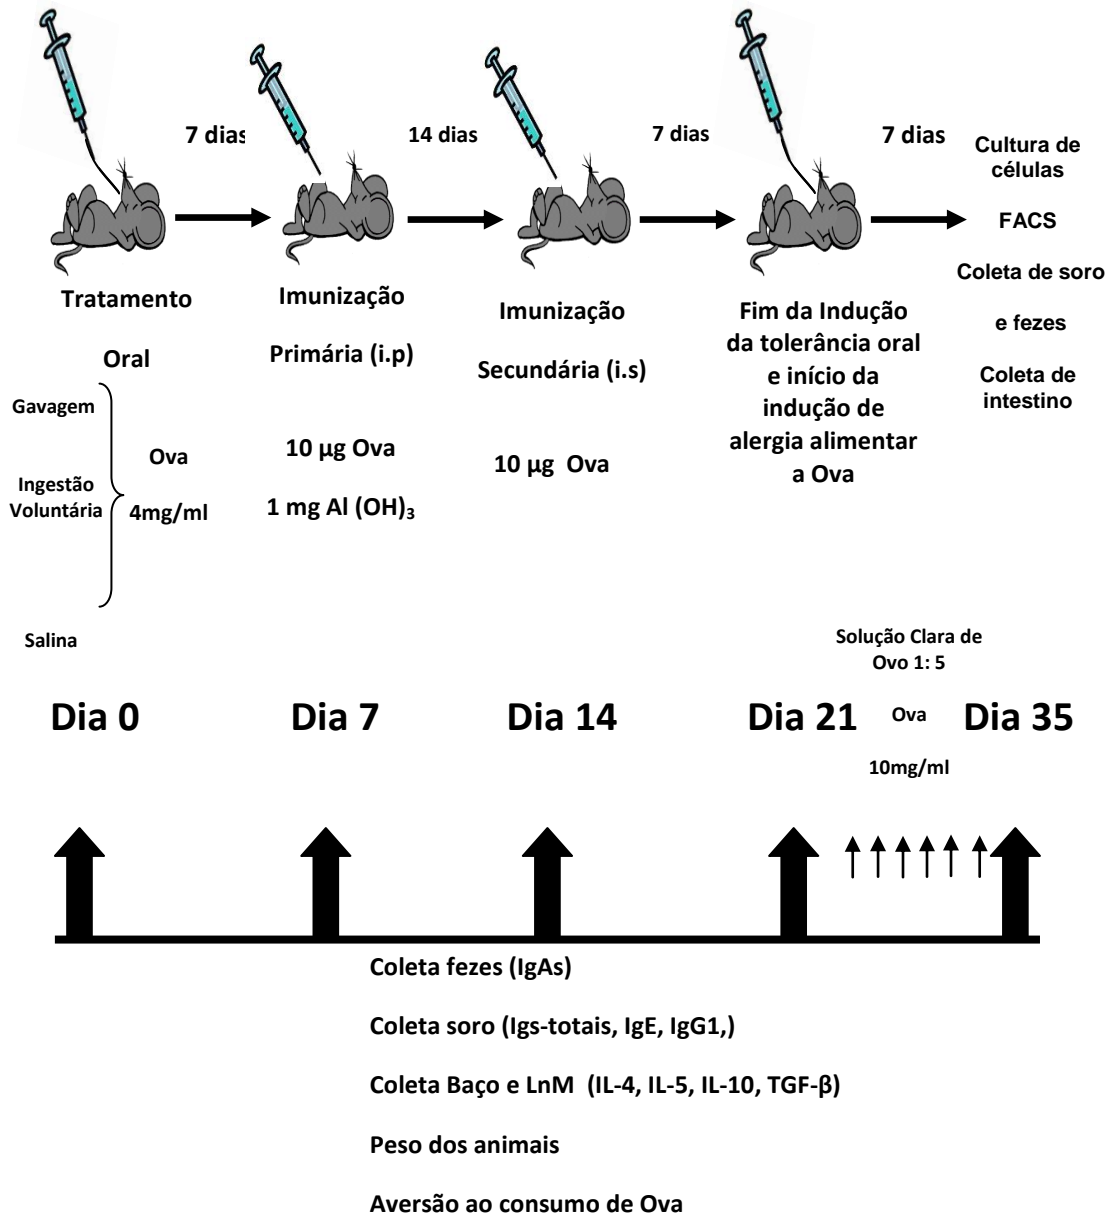 7 dias
14 dias
7 dias
7 dias
Cultura de
células
FACS
Coleta de soro
e fezes
Coleta de
intestino
Tratamento
Oral
Gavagem
Ingestão
Voluntária
Ova
4mg/ml
Salina
Imunização
Primária (i.p)
10 µg Ova
1 mg Al (OH)₃
Imunização
Secundária (i.s)
10 µg Ova
Fim da Indução
da tolerância oral
e início da
indução de
alergia alimentar
a Ova
Solução Clara de
Ovo 1: 5
Ova
10mg/ml
Dia 0
Dia 7
Dia 14
Dia 21
Dia 35
Coleta fezes (IgAs)
Coleta soro (Igs-totais, IgE, IgG1,)
Coleta Baço e LnM (IL-4, IL-5, IL-10, TGF-β)
Peso dos animais
Aversão ao consumo de Ova